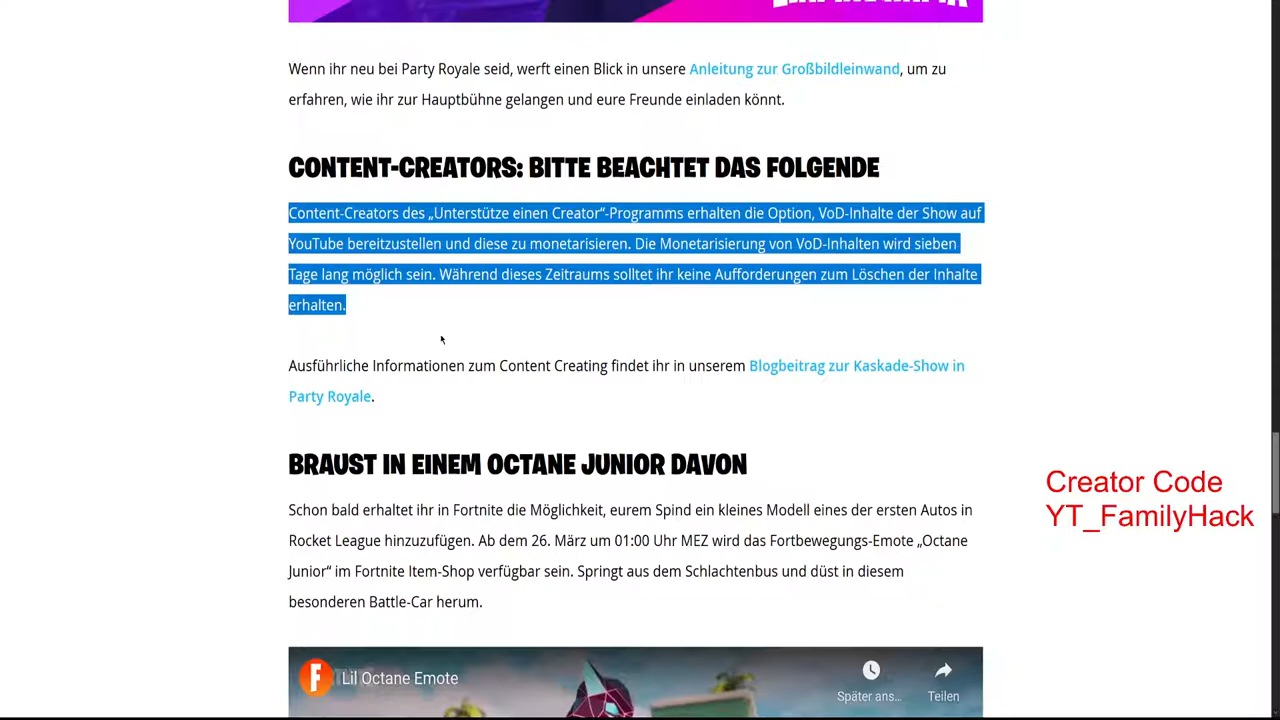 Wenn ihr neu bei Party Royale seid, werft einen Blick in unsere Anleitung zur Großbildleinwand, um zu
erfahren, wie ihr zur Hauptbühne gelangen und eure Freunde einladen könnt.
CONTENT-CREATORS: BITTE BEACHTET DAS FOLGENDE
Content-Creators des „Unterstütze einen Creator“-Programms erhalten die Option, VoD-Inhalte der Show auf
YouTube bereitzustellen und diese zu monetarisieren. Die Monetarisierung von VoD-Inhalten wird sieben
Tage lang möglich sein. Während dieses Zeitraums solltet ihr keine Aufforderungen zum Löschen der Inhalte
erhalten.
Ausführliche Informationen zum Content Creating findet ihr in unserem Blogbeitrag zur Kaskade-Show in
Party Royale.
BRAUST IN EINEM OCTANE JUNIOR DAVON
Schon bald erhaltet ihr in Fortnite die Möglichkeit, eurem Spind ein kleines Modell eines der ersten Autos in
Rocket League hinzuzufügen. Ab dem 26. März um 01:00 Uhr MEZ wird das Fortbewegungs-Emote „Octane
Junior“ im Fortnite Item-Shop verfügbar sein. Springt aus dem Schlachtenbus und düst in diesem
besonderen Battle-Car herum.
Creator Code
YT_FamilyHack
F
Lil Octane Emote
Später ans...
Teilen